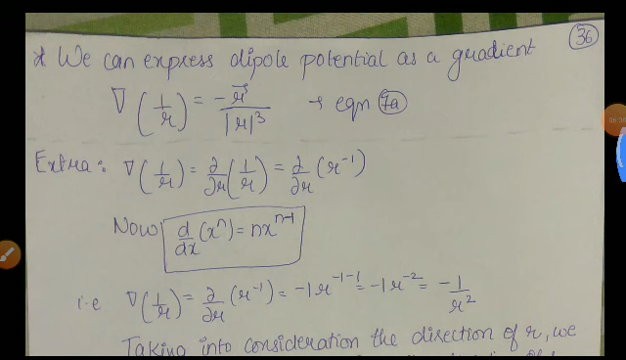 36
* We can express dipole potential as a gradient
∇(1/r) = -r⃗/|r|³ → eqn 7a
Extra: ∇(1/r) = ∂/∂r(1/r) = ∂/∂r(r⁻¹)
Now d/dx(xⁿ) = nxⁿ⁻¹
i.e ∇(1/r) = ∂/∂r(r⁻¹) = -1r⁻¹⁻¹ = -1r⁻² = -1/r²
Taking into consideration the direction of r, we